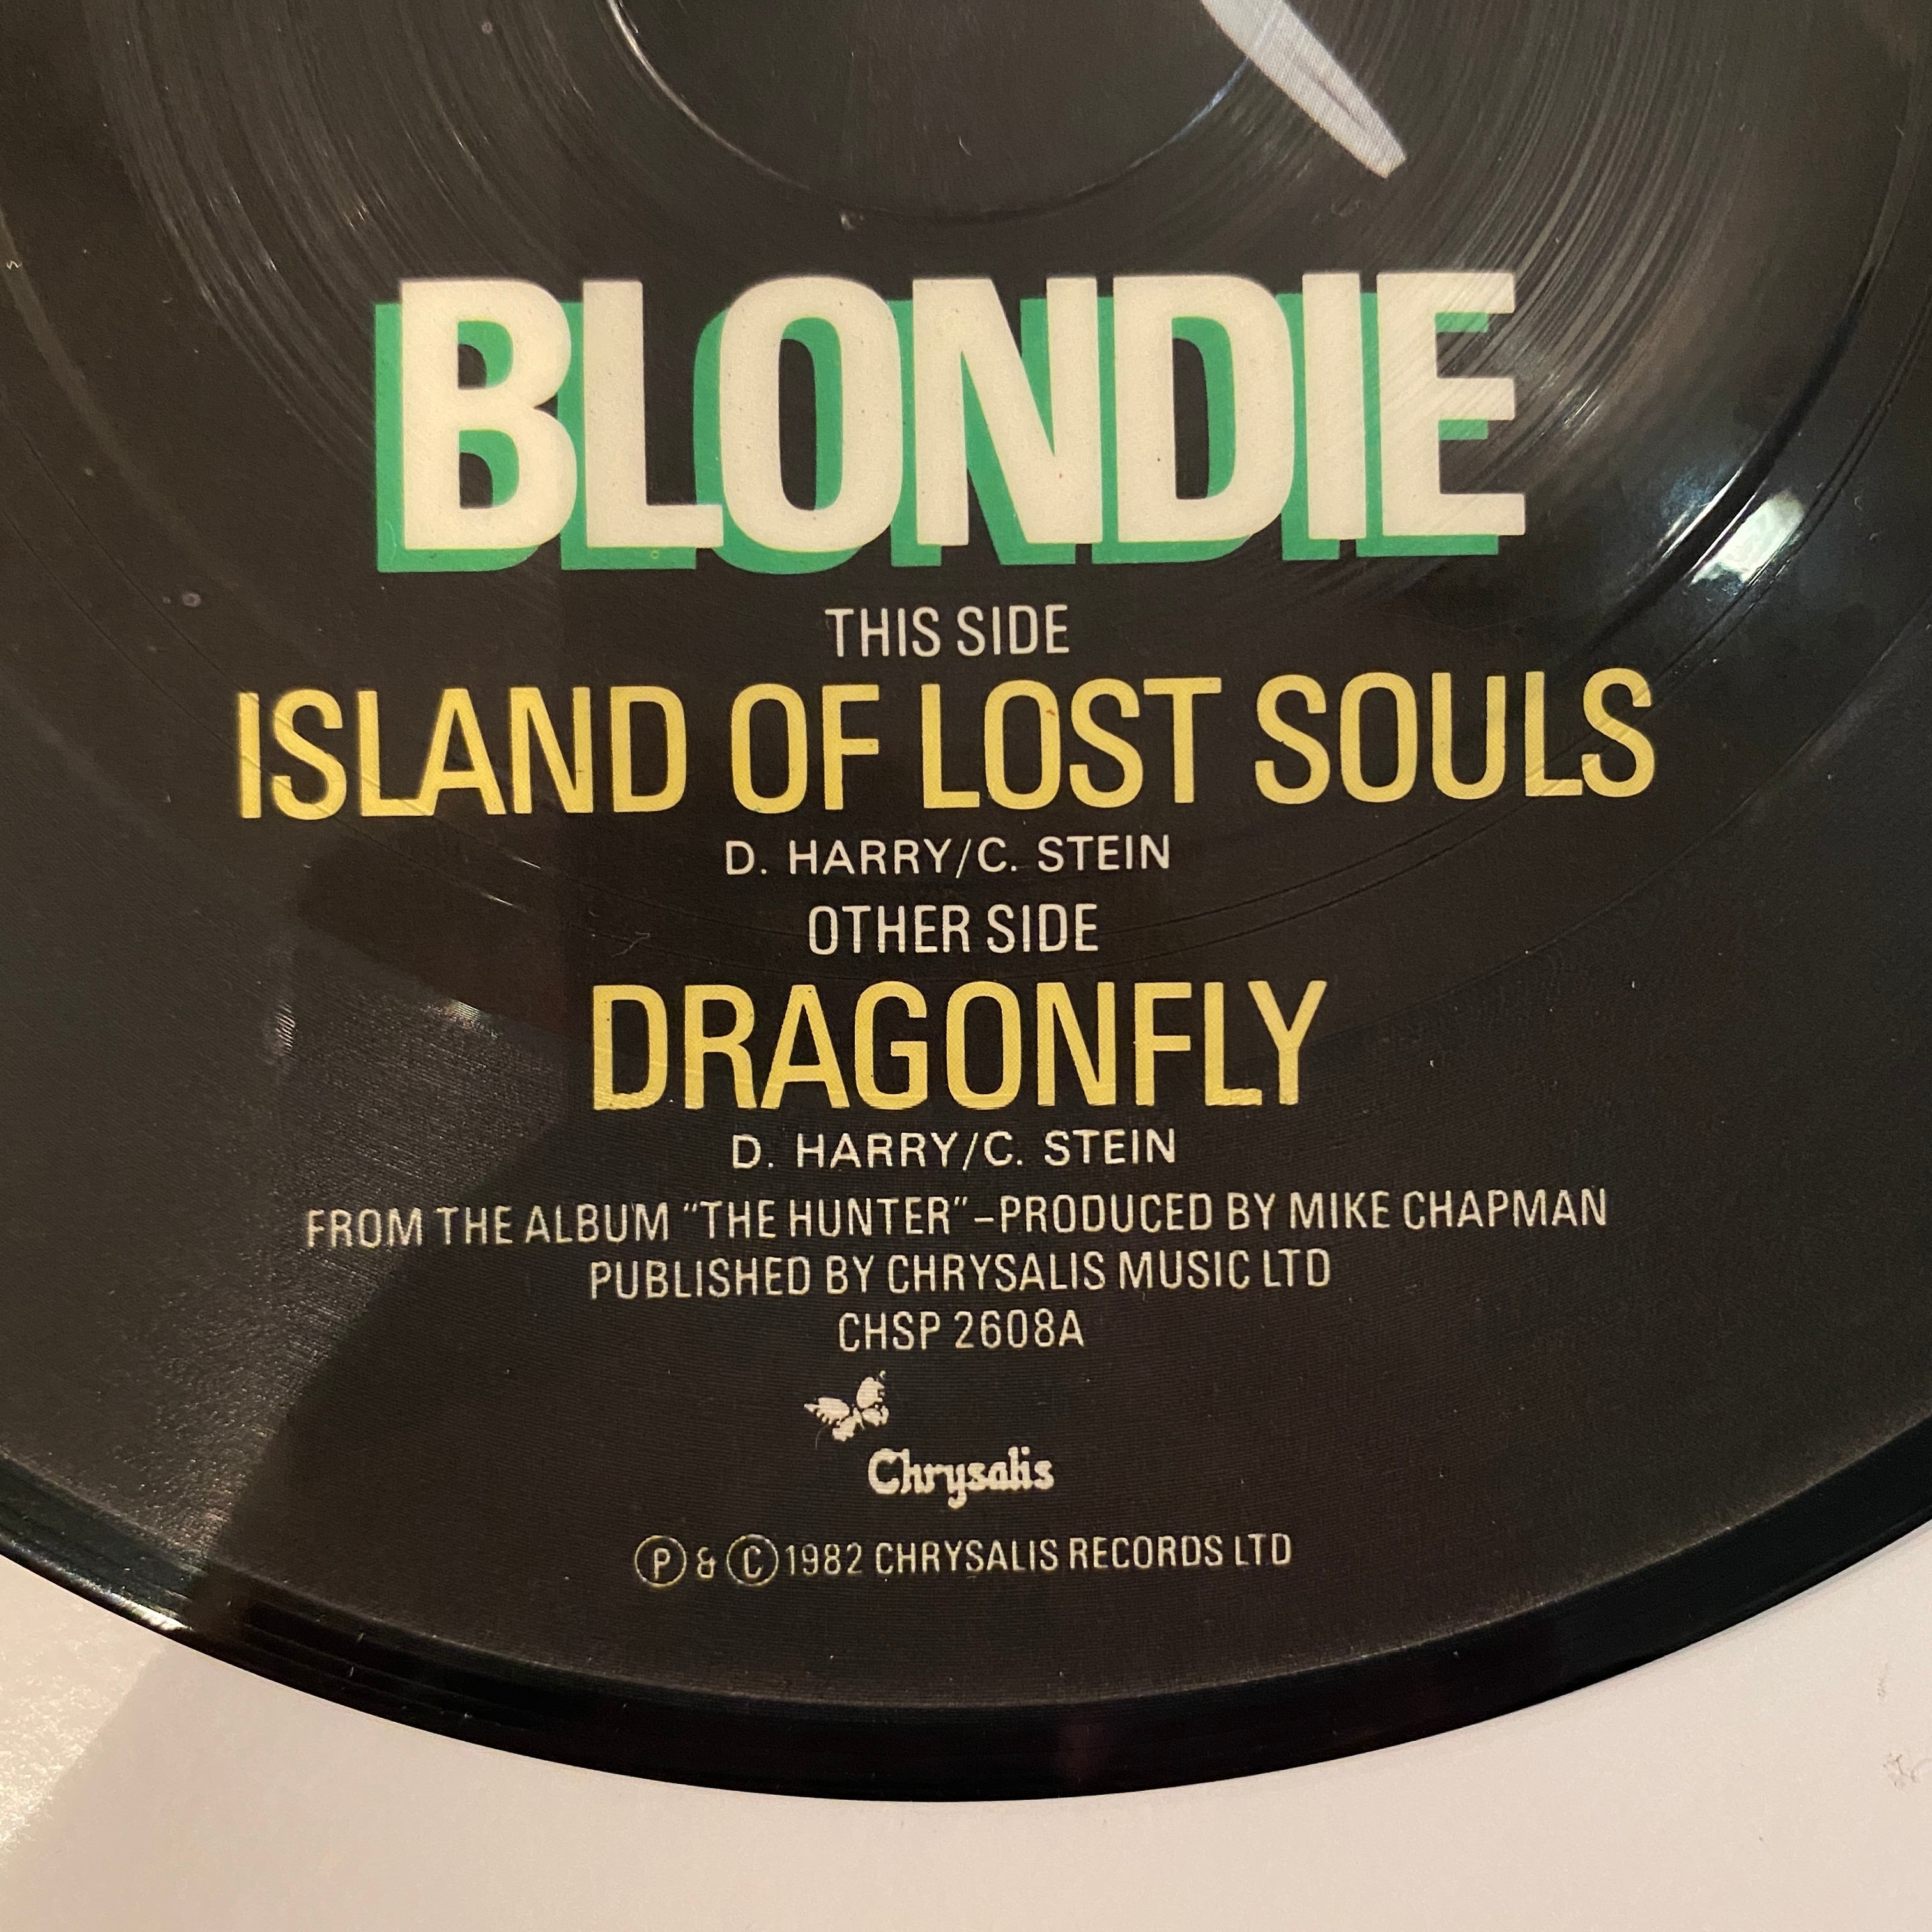 BLONDIE
THIS SIDE
ISLAND OF LOST SOULS
D. HARRY/C. STEIN
OTHER SIDE
DRAGONFLY
D. HARRY/C. STEIN
FROM THE ALBUM "THE HUNTER"–PRODUCED BY MIKE CHAPMAN
PUBLISHED BY CHRYSALIS MUSIC LTD
CHSP 2608A
Chrysalis
Ⓟ & Ⓒ 1982 CHRYSALIS RECORDS LTD